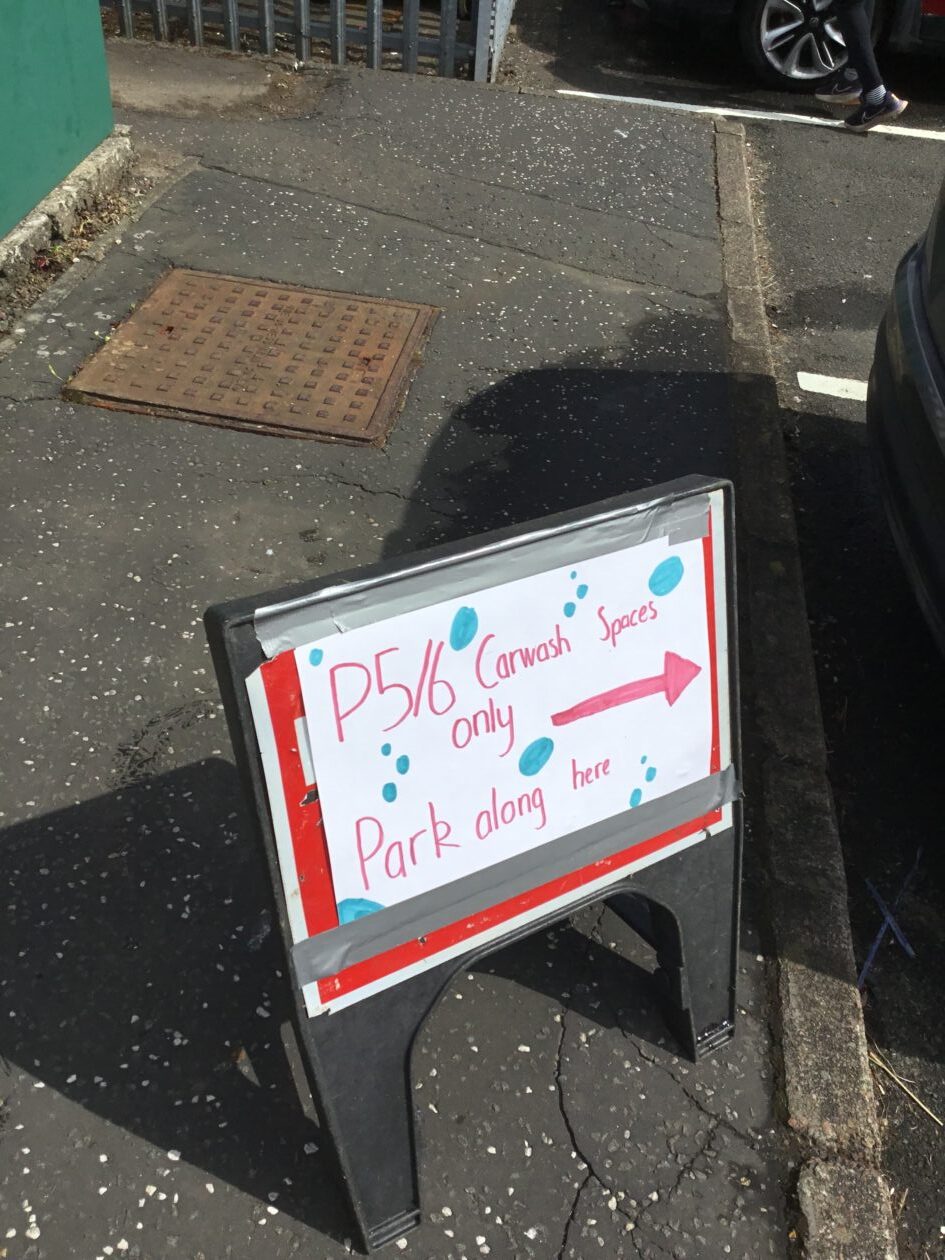 P5/6 Carwash Spaces
only
Park along here